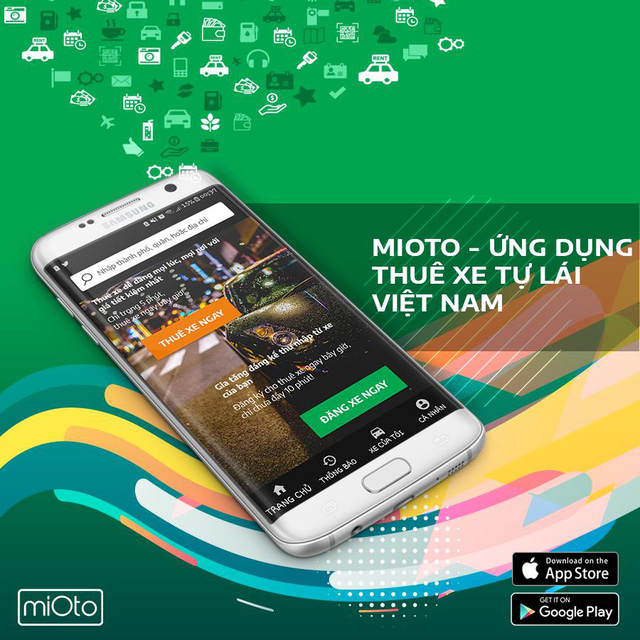 SAMSUNG
Nhập thành phố, quận, hoặc địa chỉ
Thuê xe dễ dàng mọi lúc, mọi nơi với
giá tiết kiệm nhất
Chỉ trong 5 phút,
thuê xe ngay bây giờ!
THUÊ XE NGAY
Gia tăng đáng kể thu nhập từ xe
của bạn
Đăng ký cho thuê xe ngay bây giờ,
chỉ chưa đầy 10 phút!
ĐĂNG XE NGAY
TRANG CHỦ
THÔNG BÁO
XE CỦA TÔI
CÁ NHÂN
MIOTO - ỨNG DỤNG
THUÊ XE TỰ LÁI
VIỆT NAM
miOto
Download on the
App Store
GET IT ON
Google Play
RENT
RENT